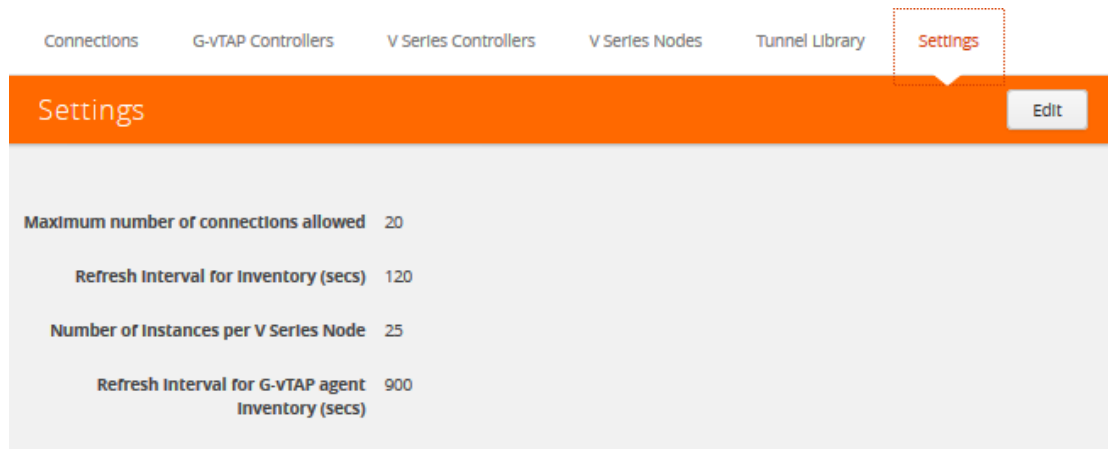 Connections G-vTAP Controllers V Series Controllers V Series Nodes Tunnel Library Settings
Settings Edit
Maximum number of connections allowed 20
Refresh Interval for Inventory (secs) 120
Number of Instances per V Series Node 25
Refresh Interval for G-vTAP agent 900
Inventory (secs)